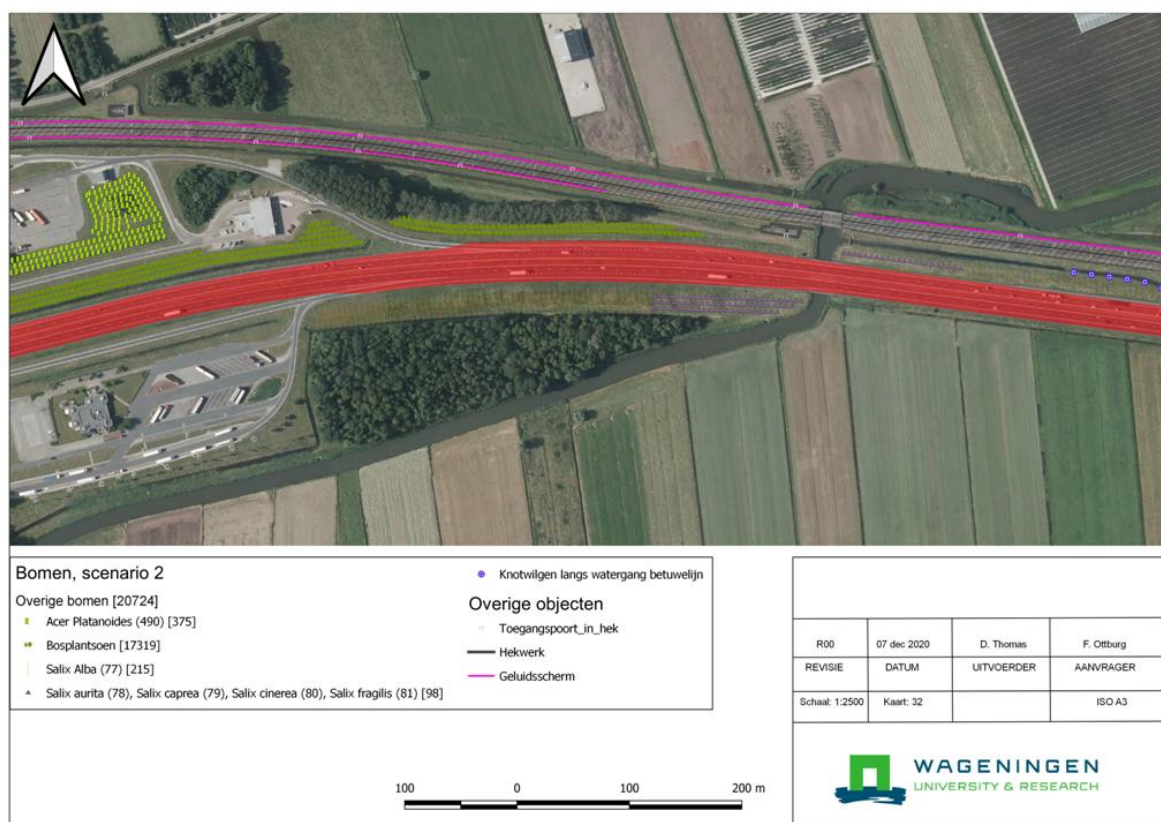 Bomen, scenario 2
Overige bomen [20724]
Acer Platanoides (490) [375]
Bosplantsoen [17319]
Salix Alba (77) [215]
Salix aurita (78), Salix caprea (79), Salix cinerea (80), Salix fragilis (81) [98]
Knotwilgen langs watergang betuwelijn
Overige objecten
Toegangspoort_in_hek
Hekwerk
Geluidsscherm
R00 07 dec 2020 D. Thomas F. Ottburg
REVISIE DATUM UITVOERDER AANVRAGER
Schaal: 1:2500 Kaart: 32 ISO A3
WAGENINGEN
UNIVERSITY & RESEARCH
100 0 100 200 m